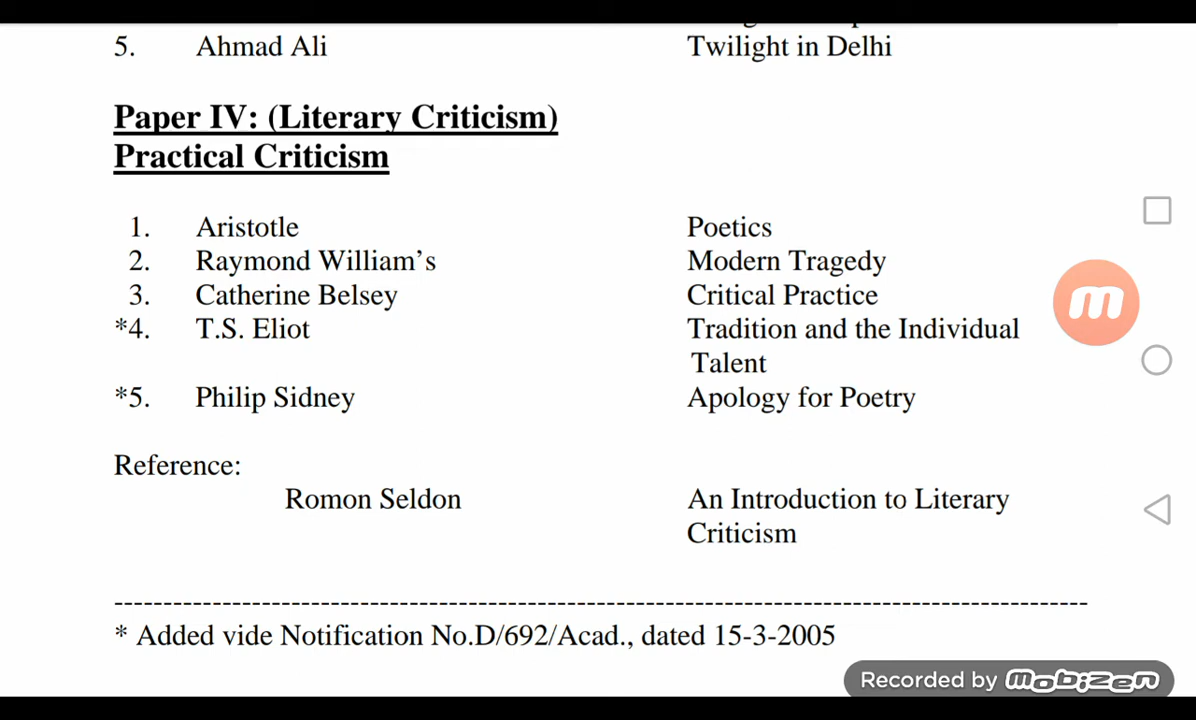 5. Ahmad Ali Twilight in Delhi
Paper IV: (Literary Criticism)
Practical Criticism
1. Aristotle Poetics
2. Raymond William’s Modern Tragedy
3. Catherine Belsey Critical Practice
*4. T.S. Eliot Tradition and the Individual
Talent
*5. Philip Sidney Apology for Poetry
Reference:
Romon Seldon An Introduction to Literary
Criticism
* Added vide Notification No.D/692/Acad., dated 15-3-2005
Recorded by mobizen